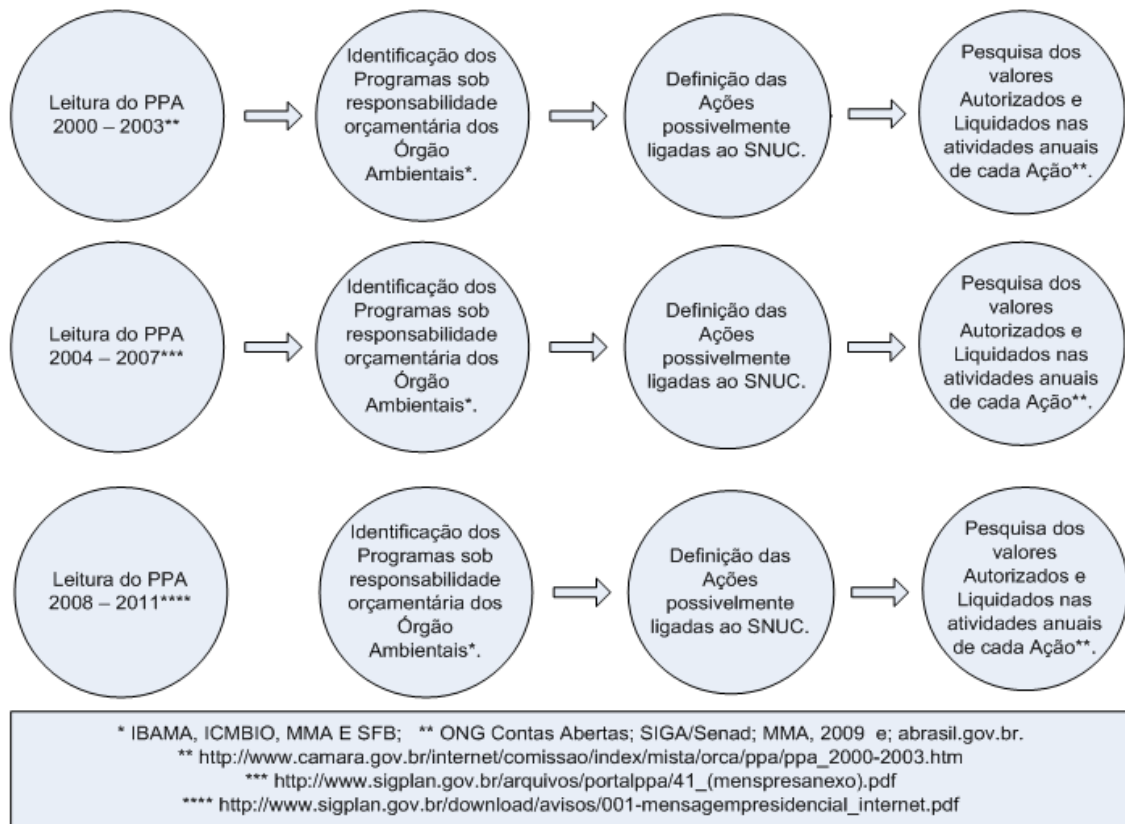 Leitura do PPA
2000 – 2003**
Identificação dos
Programas sob
responsabilidade
orçamentária dos
Órgão
Ambientais*.
Definição das
Ações
possivelmente
ligadas ao SNUC.
Pesquisa dos
valores
Autorizados e
Liquidados nas
atividades anuais
de cada Ação**.
Leitura do PPA
2004 – 2007***
Identificação dos
Programas sob
responsabilidade
orçamentária dos
Órgão
Ambientais*.
Definição das
Ações
possivelmente
ligadas ao SNUC.
Pesquisa dos
valores
Autorizados e
Liquidados nas
atividades anuais
de cada Ação**.
Leitura do PPA
2008 – 2011****
Identificação dos
Programas sob
responsabilidade
orçamentária dos
Órgão
Ambientais*.
Definição das
Ações
possivelmente
ligadas ao SNUC.
Pesquisa dos
valores
Autorizados e
Liquidados nas
atividades anuais
de cada Ação**.
* IBAMA, ICMBIO, MMA E SFB; ** ONG Contas Abertas; SIGA/Senad; MMA, 2009 e; abrasil.gov.br.
** http://www.camara.gov.br/internet/comissao/index/mista/orca/ppa/ppa_2000-2003.htm
*** http://www.sigplan.gov.br/arquivos/portalppa/41_(menspresanexo).pdf
**** http://www.sigplan.gov.br/download/avisos/001-mensagempresidencial_internet.pdf